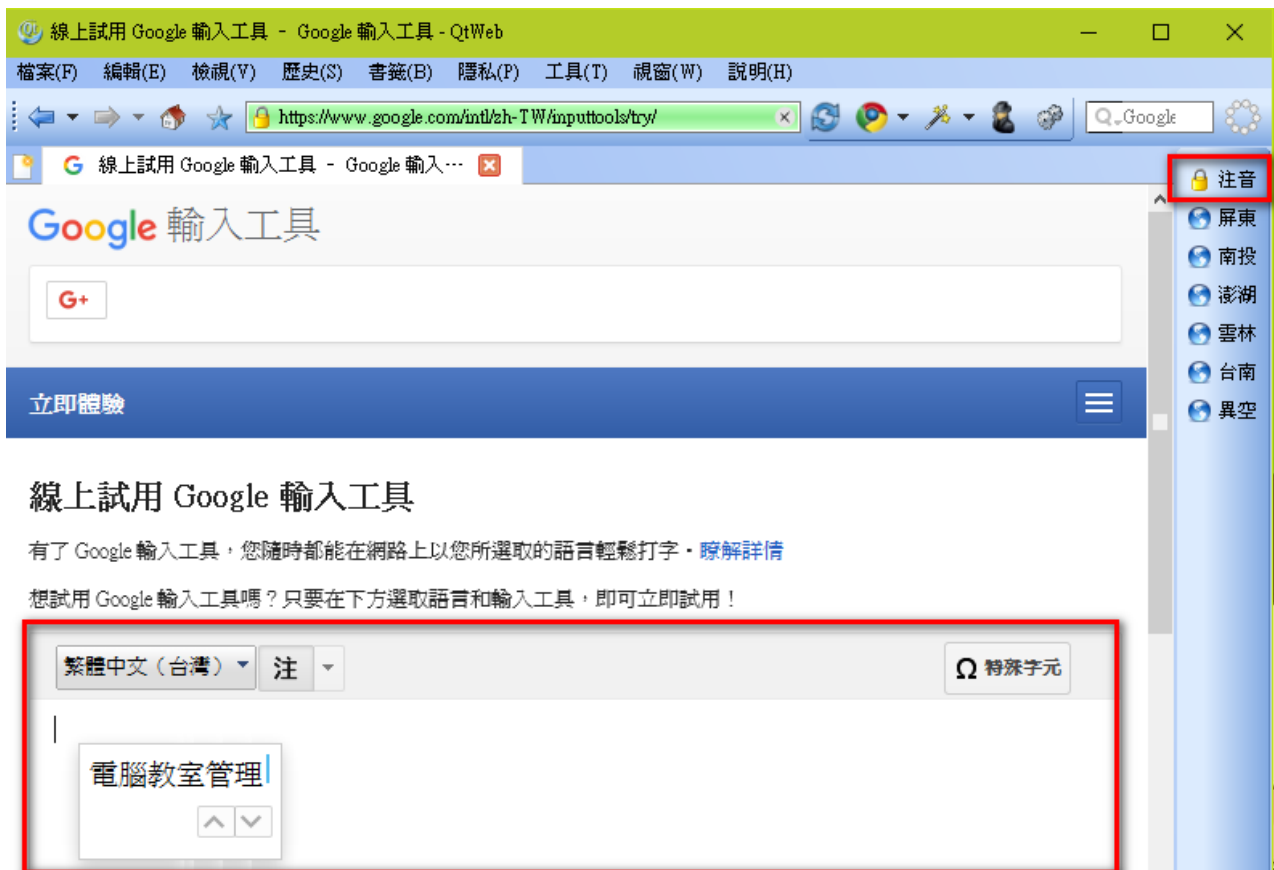 線上試用 Google 輸入工具 - Google 輸入工具 - QtWeb
檔案(F) 編輯(E) 檢視(V) 歷史(S) 書籤(B) 隱私(P) 工具(T) 視窗(W) 說明(H)
https://www.google.com/intl/zh-TW/inputtools/try/ Google
G 線上試用 Google 輸入工具 - Google 輸入…
注音
屏東
南投
澎湖
雲林
台南
異空
Google 輸入工具
G+
立即體驗
線上試用 Google 輸入工具
有了 Google 輸入工具,您隨時都能在網路上以您所選取的語言輕鬆打字。瞭解詳情
想試用 Google 輸入工具嗎?只要在下方選取語言和輸入工具,即可立即試用!
繁體中文(台灣) 注 Ω 特殊字元
電腦教室管理